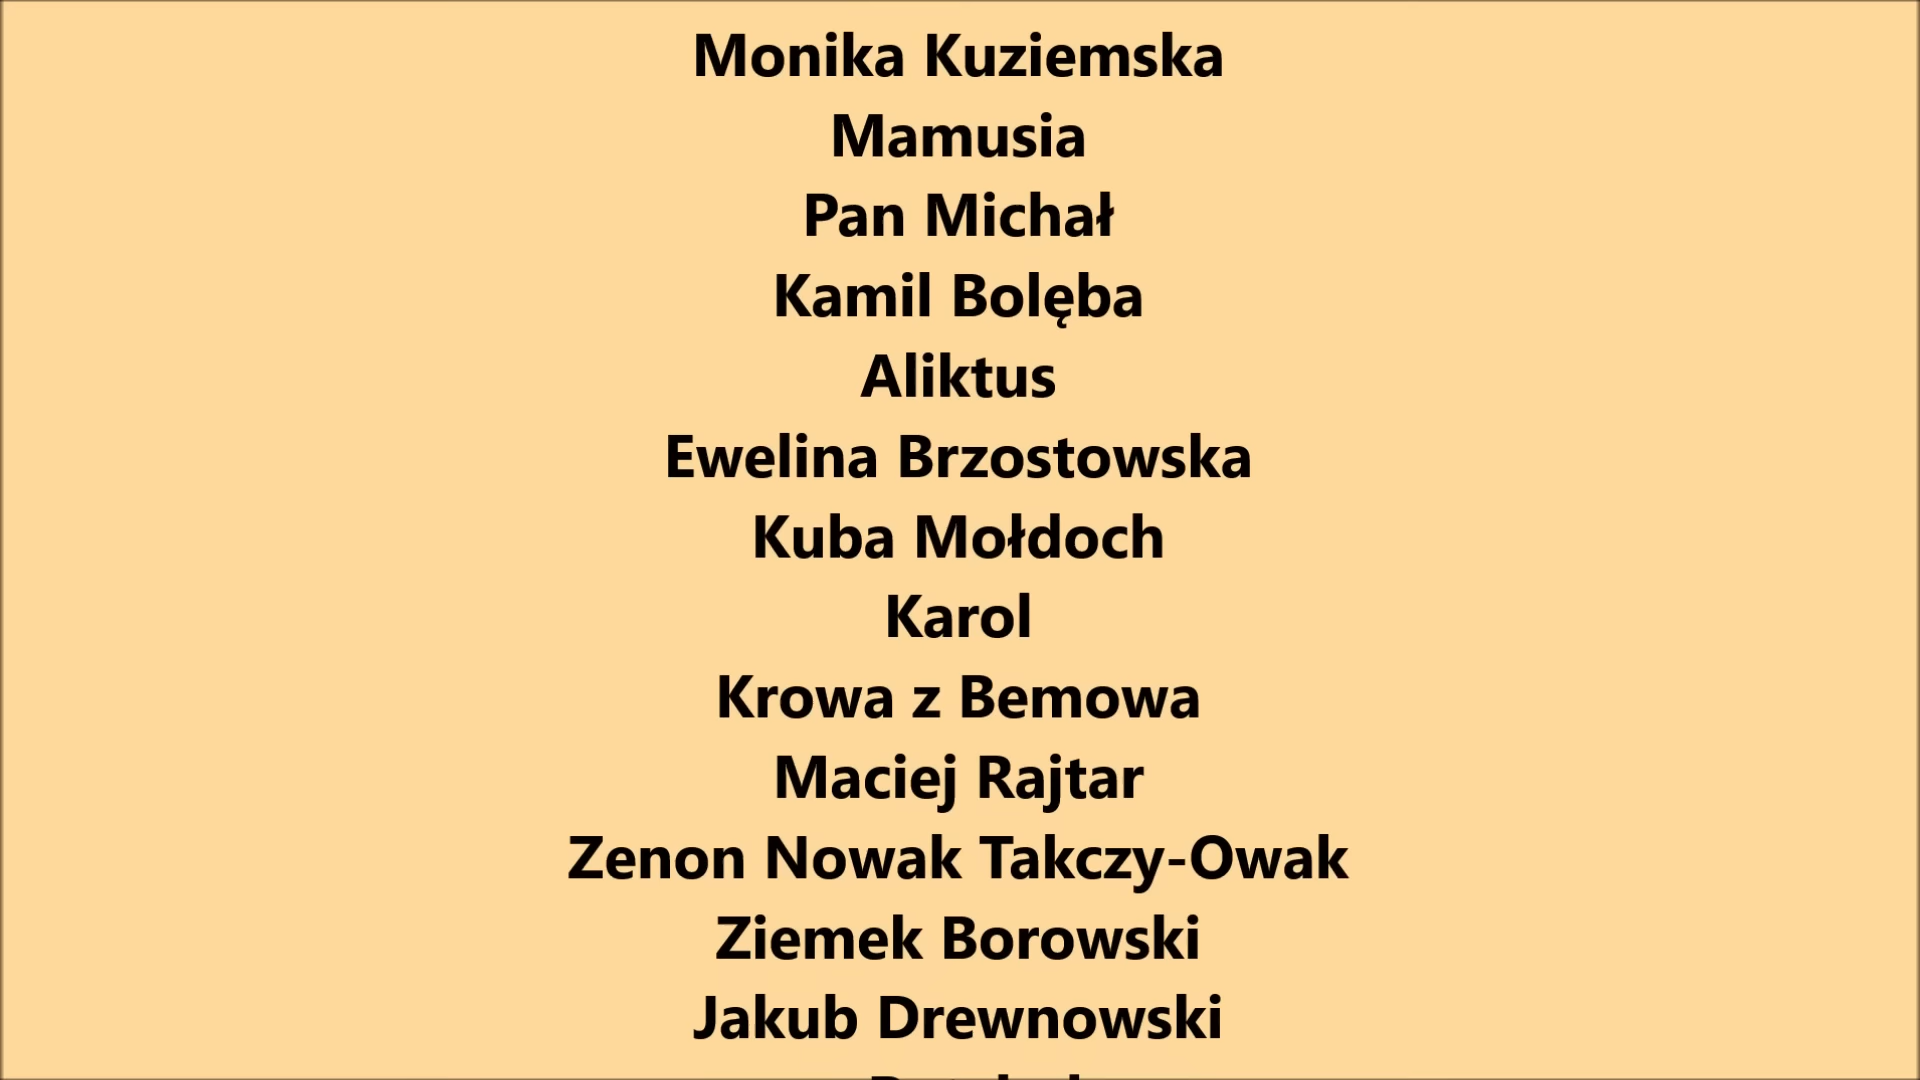 Monika Kuziemska
Mamusia
Pan Michał
Kamil Bolęba
Aliktus
Ewelina Brzostowska
Kuba Mołdoch
Karol
Krowa z Bemowa
Maciej Rajtar
Zenon Nowak Takczy-Owak
Ziemek Borowski
Jakub Drewnowski